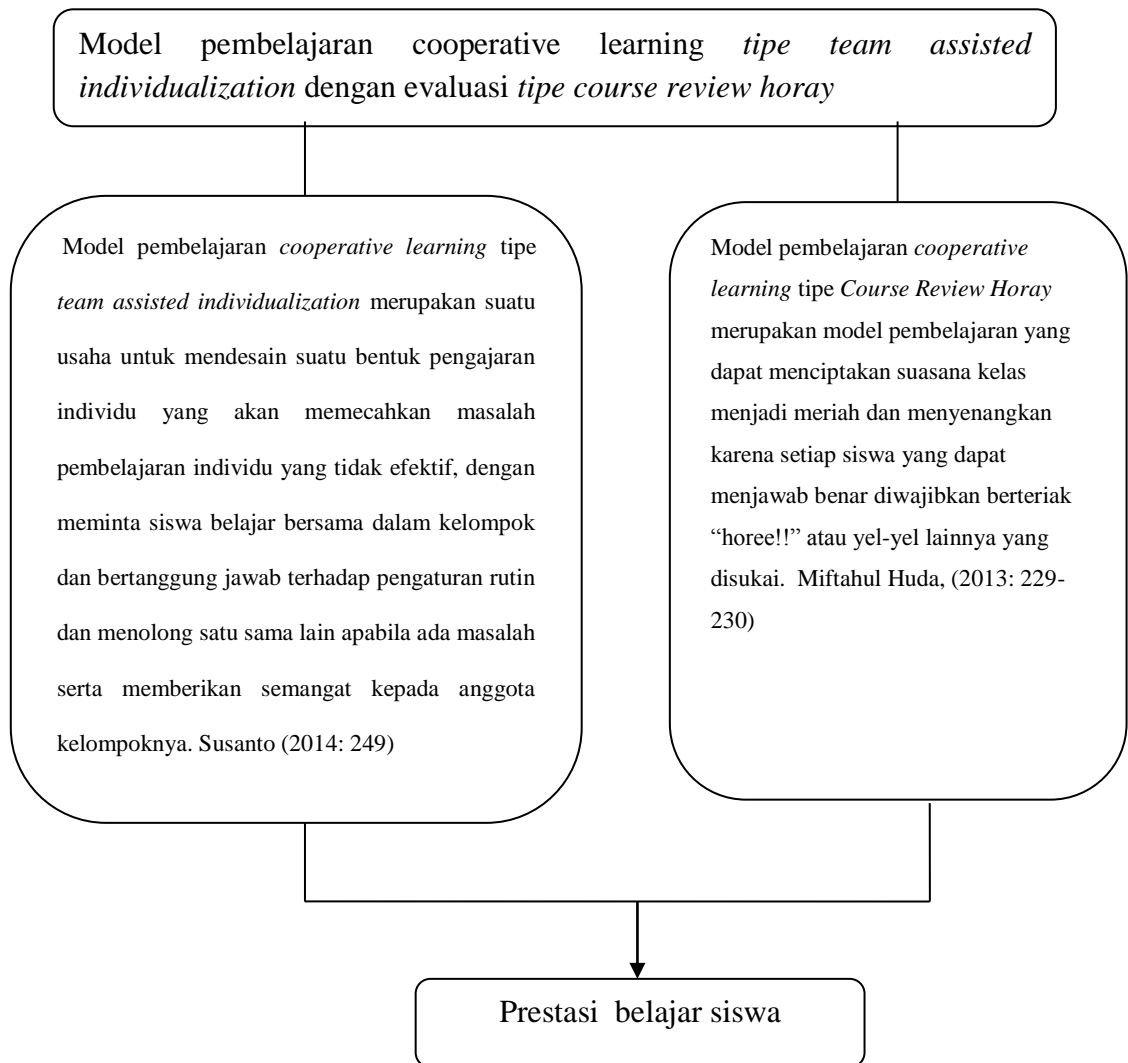 Model pembelajaran cooperative learning tipe team assisted
individualization dengan evaluasi tipe course review horay
Model pembelajaran cooperative learning tipe
team assisted individualization merupakan suatu
usaha untuk mendesain suatu bentuk pengajaran
individu yang akan memecahkan masalah
pembelajaran individu yang tidak efektif, dengan
meminta siswa belajar bersama dalam kelompok
dan bertanggung jawab terhadap pengaturan rutin
dan menolong satu sama lain apabila ada masalah
serta memberikan semangat kepada anggota
kelompoknya. Susanto (2014: 249)
Model pembelajaran cooperative
learning tipe Course Review Horay
merupakan model pembelajaran yang
dapat menciptakan suasana kelas
menjadi meriah dan menyenangkan
karena setiap siswa yang dapat
menjawab benar diwajibkan berteriak
“horee!!” atau yel-yel lainnya yang
disukai. Miftahul Huda, (2013: 229-
230)
Prestasi belajar siswa